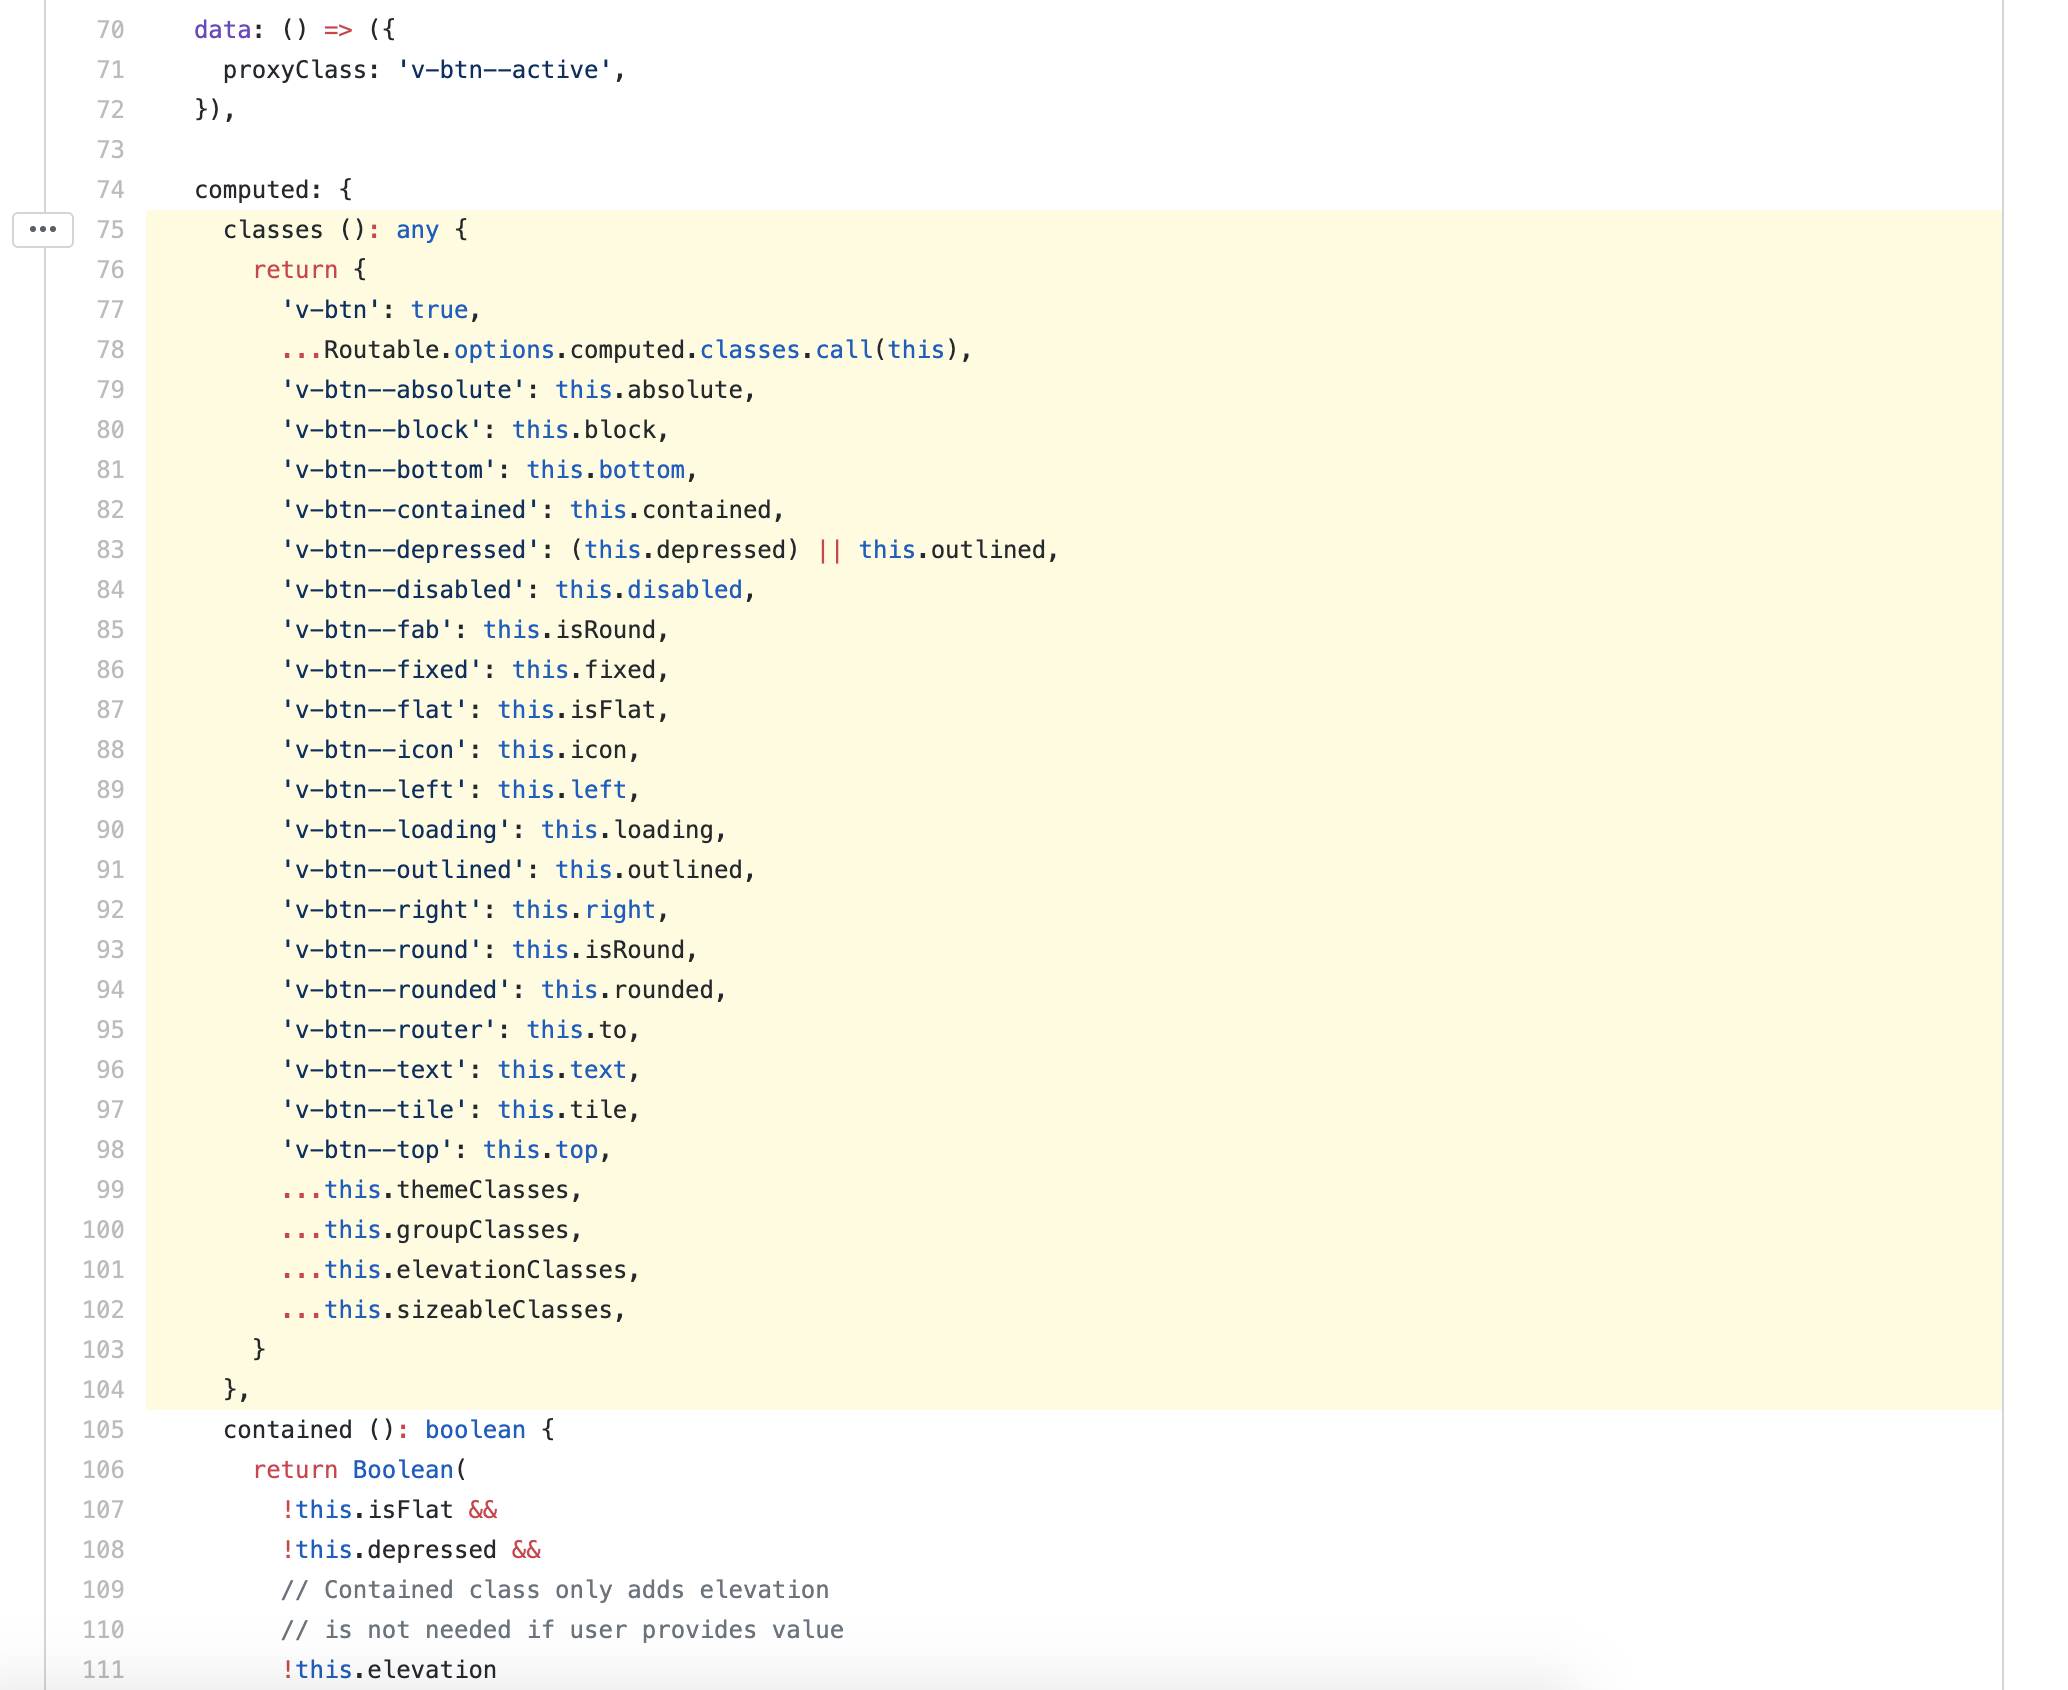 70 data: () => ({
71 proxyClass: 'v-btn--active',
72 }),
73
74 computed: {
75 classes (): any {
76 return {
77 'v-btn': true,
78 ...Routable.options.computed.classes.call(this),
79 'v-btn--absolute': this.absolute,
80 'v-btn--block': this.block,
81 'v-btn--bottom': this.bottom,
82 'v-btn--contained': this.contained,
83 'v-btn--depressed': (this.depressed) || this.outlined,
84 'v-btn--disabled': this.disabled,
85 'v-btn--fab': this.isRound,
86 'v-btn--fixed': this.fixed,
87 'v-btn--flat': this.isFlat,
88 'v-btn--icon': this.icon,
89 'v-btn--left': this.left,
90 'v-btn--loading': this.loading,
91 'v-btn--outlined': this.outlined,
92 'v-btn--right': this.right,
93 'v-btn--round': this.isRound,
94 'v-btn--rounded': this.rounded,
95 'v-btn--router': this.to,
96 'v-btn--text': this.text,
97 'v-btn--tile': this.tile,
98 'v-btn--top': this.top,
99 ...this.themeClasses,
100 ...this.groupClasses,
101 ...this.elevationClasses,
102 ...this.sizeableClasses,
103 }
104 },
105 contained (): boolean {
106 return Boolean(
107 !this.isFlat &&
108 !this.depressed &&
109 // Contained class only adds elevation
110 // is not needed if user provides value
111 !this.elevation